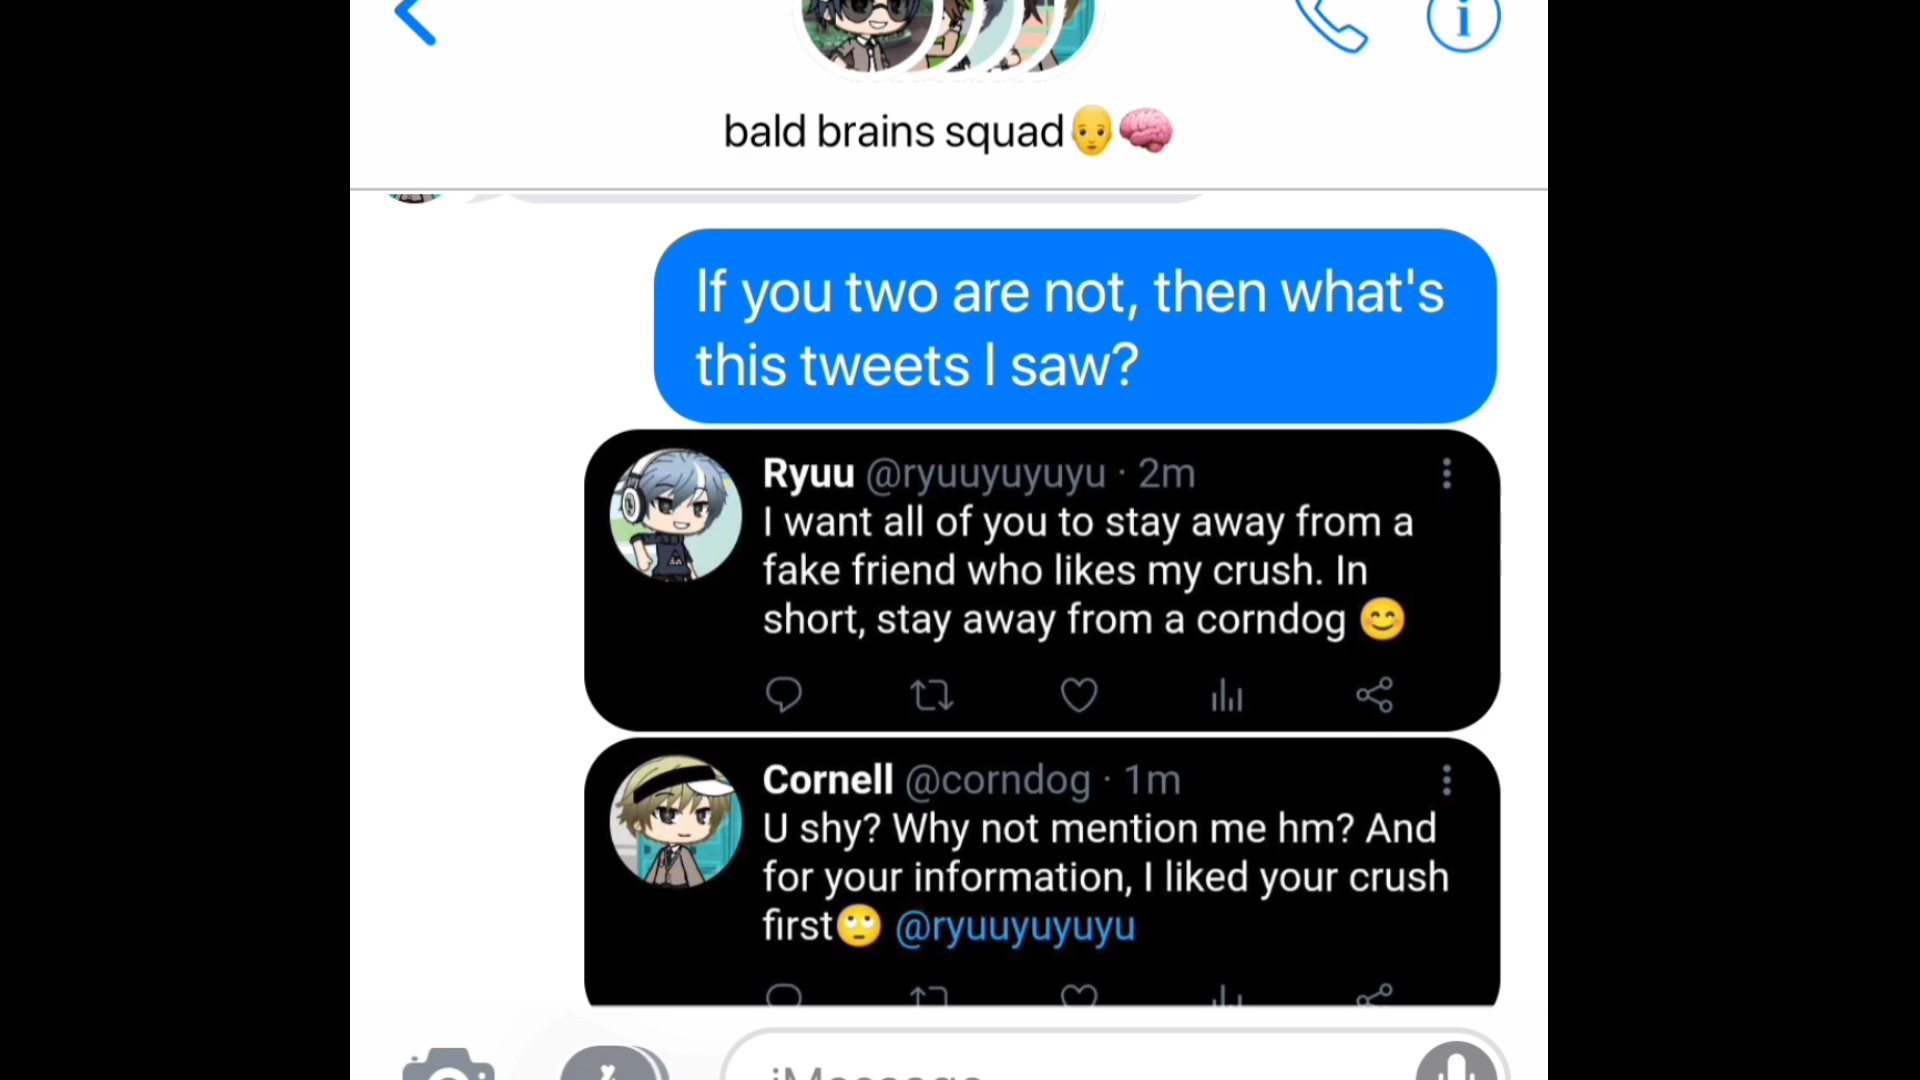 bald brains squad👨‍🦲🧠
If you two are not, then what's
this tweets I saw?
Ryuu @ryuuyuyuyu · 2m
I want all of you to stay away from a
fake friend who likes my crush. In
short, stay away from a corndog 😊
Cornell @corndog · 1m
U shy? Why not mention me hm? And
for your information, I liked your crush
first🙄 @ryuuyuyuyu
iMessage